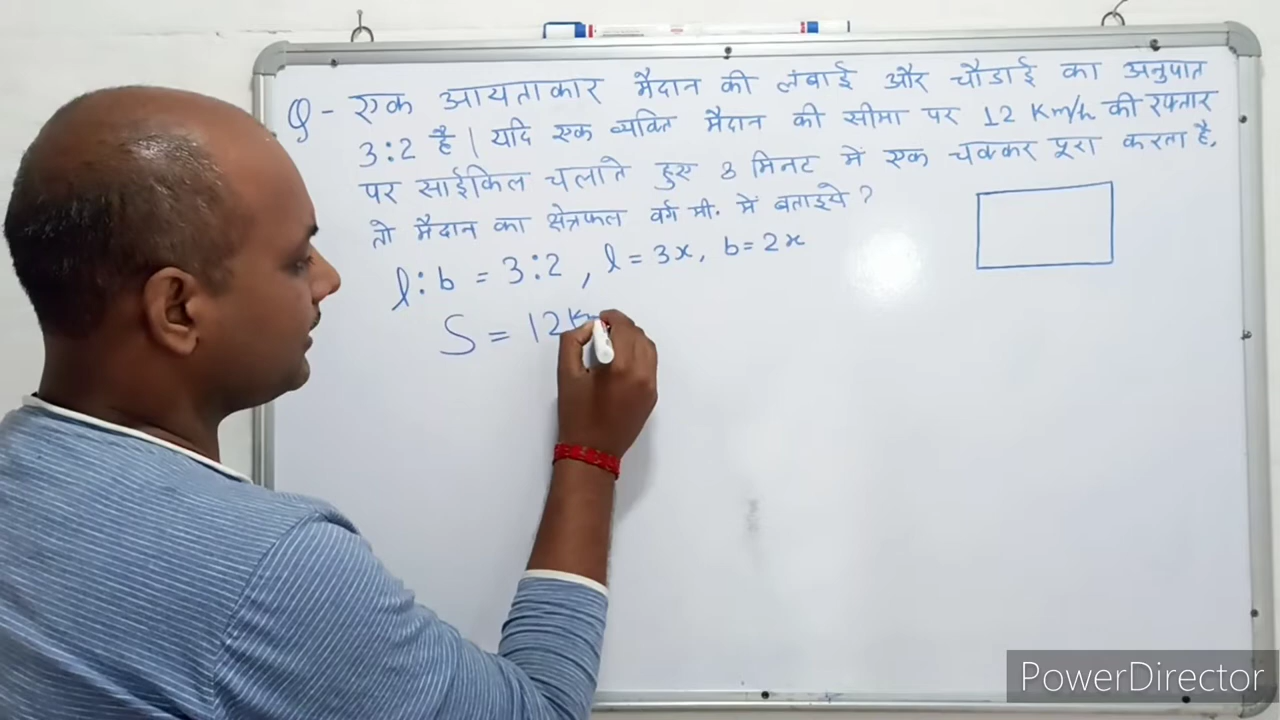 Q - एक आयताकार मैदान की लंबाई और चौडाई का अनुपात
3:2 है | यदि एक व्यक्ति मैदान की सीमा पर 12 Km/h की रफ्तार
पर साईकिल चलाते हुए 8 मिनट में एक चक्कर पूरा करता है.
तो मैदान का क्षेत्रफल वर्ग मी. में बताइये ?
l:b = 3:2, l = 3x, b = 2x
S = 12 Km
PowerDirector